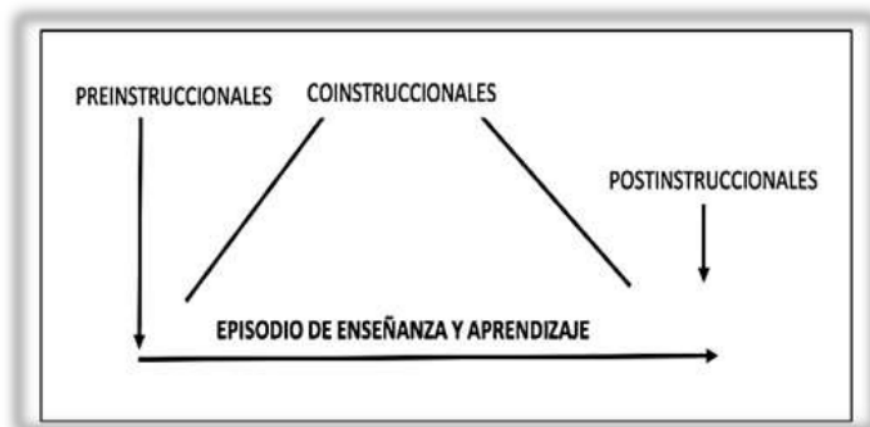 PREINSTRUCCIONALES COINSTRUCCIONALES
POSTINSTRUCCIONALES
EPISODIO DE ENSEÑANZA Y APRENDIZAJE